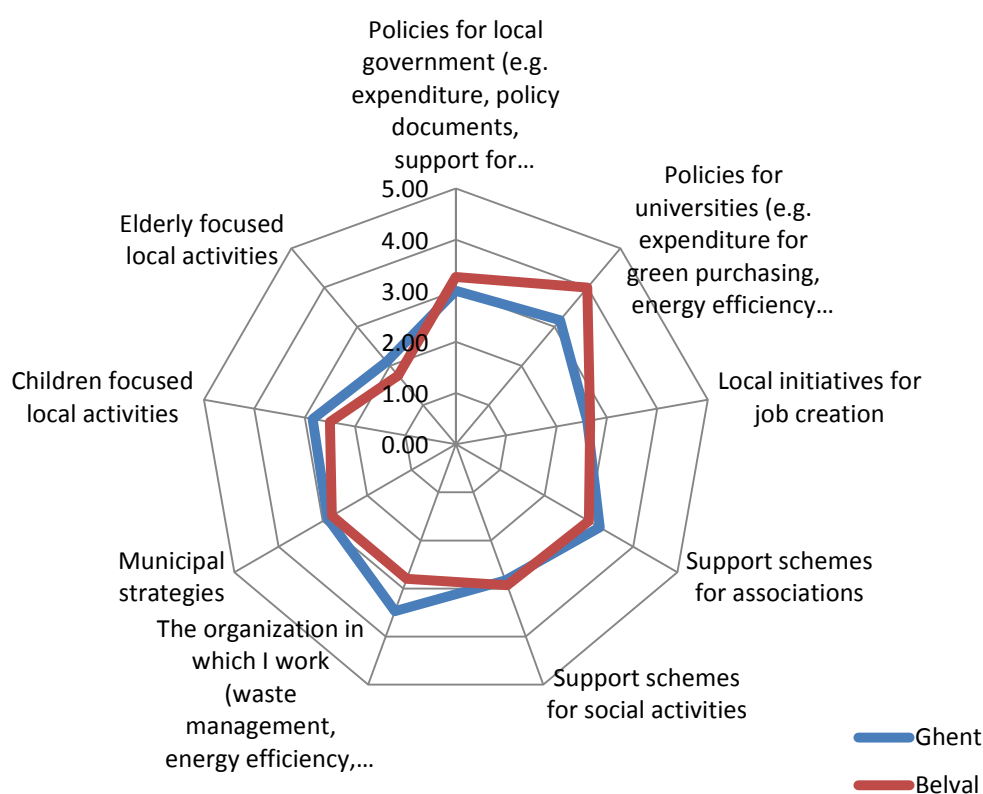 Policies for local
government (e.g.
expenditure, policy
documents,
support for…
Policies for
universities (e.g.
expenditure for
green purchasing,
energy efficiency…
Local initiatives for
job creation
Support schemes
for associations
Support schemes
for social activities
The organization in
which I work
(waste
management,
energy efficiency,…
Municipal
strategies
Children focused
local activities
Elderly focused
local activities
5.00
4.00
3.00
2.00
1.00
0.00
Ghent
Belval